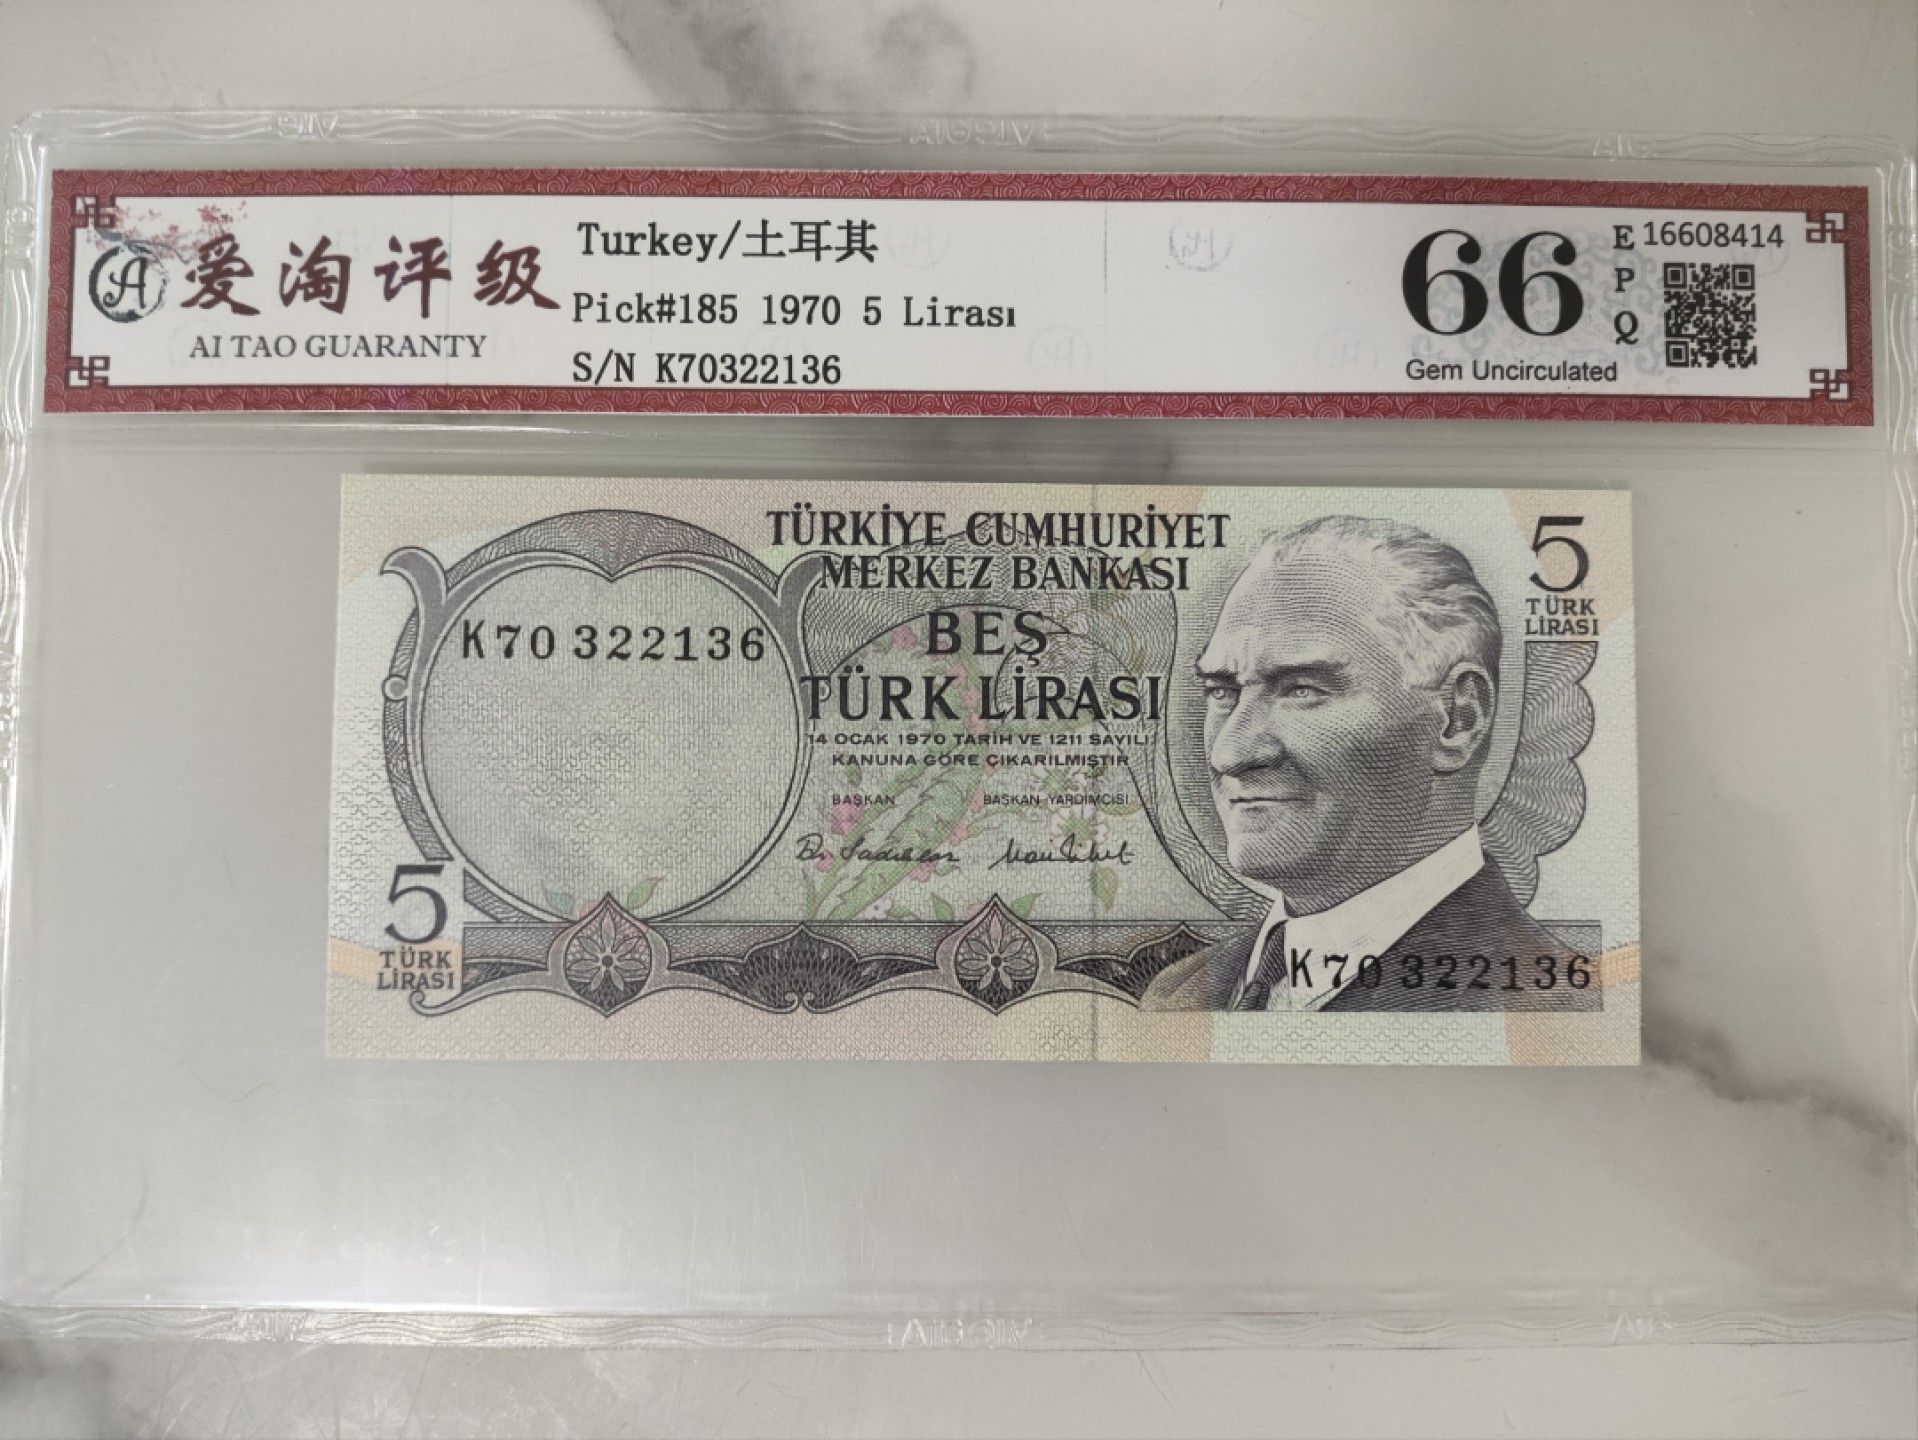 爱淘评级
AI TAO GUARANTY
Turkey/土耳其
Pick#185 1970 5 Lirası
S/N K70322136
66
Gem Uncirculated
EPQ
16608414
TÜRKİYE CUMHURİYET
MERKEZ BANKASI
BEŞ
TÜRK LİRASI
14 OCAK 1970 TARİH VE 1211 SAYILI
KANUNA GÖRE ÇIKARILMIŞTIR
BAŞKAN
BAŞKAN YARDIMCISI
K70 322136
5
TÜRK
LİRASI
5
TÜRK
LİRASI
K70 322136